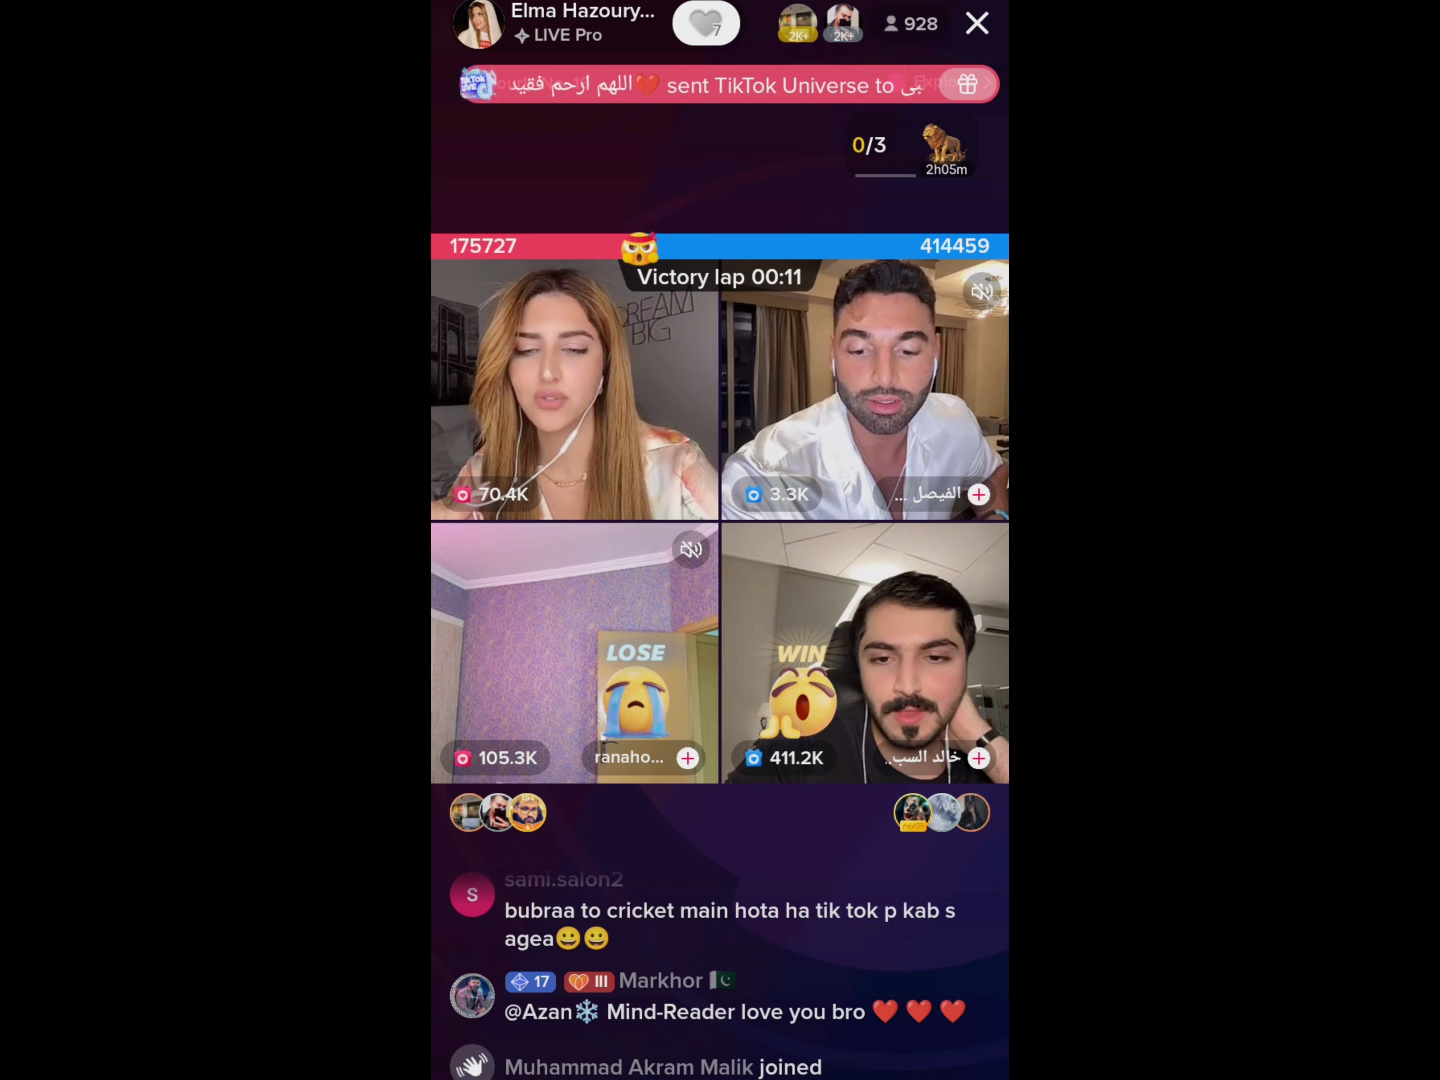 Elma Hazoury...
LIVE Pro
7
2K+
2K+
928
اللهم ارحم فقيد💔 sent TikTok Universe to بى
0/3
2h05m
175727
414459
Victory lap 00:11
DREAM
BIG
70.4K
3.3K
الفيصل ...
LOSE
WIN
105.3K
ranaho...
411.2K
خالد السب..
sami.salon2
S
bubraa to cricket main hota ha tik tok p kab s
agea😀😀
17 III Markhor 🇵🇰
@Azan❄️ Mind-Reader love you bro ❤️ ❤️ ❤️
Muhammad Akram Malik joined